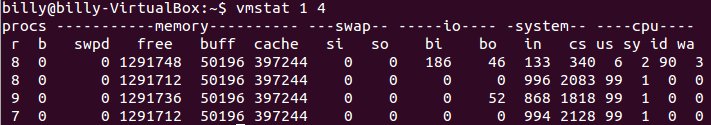 billy@billy-VirtualBox:~$ vmstat 1 4
procs -----------memory---------- ---swap-- -----io---- -system-- ----cpu----
 r  b   swpd   free   buff  cache   si   so    bi    bo   in   cs us sy id wa
 8  0      0 1291748  50196 397244    0    0   186    46  133  340  6  2 90  3
 8  0      0 1291712  50196 397244    0    0     0     0  996 2083 99  1  0  0
 9  0      0 1291736  50196 397244    0    0     0    52  868 1818 99  1  0  0
 7  0      0 1291712  50196 397244    0    0     0     0  994 2128 99  1  0  0